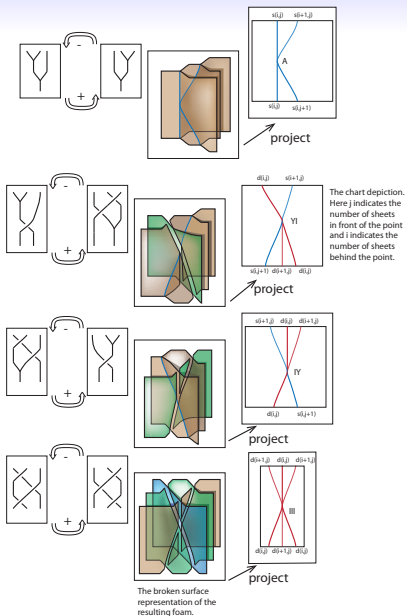 s(i,j) s(i+1,j)
-
A
+
s(i,j) s(i,j+1)
project
d(i,j) s(i+1,j)
-
YI
The chart depiction.
Here j indicates the
number of sheets
in front of the point
and i indicates the
number of sheets
behind the point.
+
s(i,j+1) d(i+1,j) d(i,j)
project
s(i+1,j) d(i,j) d(i+1,j)
-
IY
+
d(i,j) s(i,j+1)
project
d(i+1,j) d(i,j) d(i+1,j)
-
III
+
d(i,j) d(i+1,j) d(i,j)
project
The broken surface
representation of the
resulting foam.